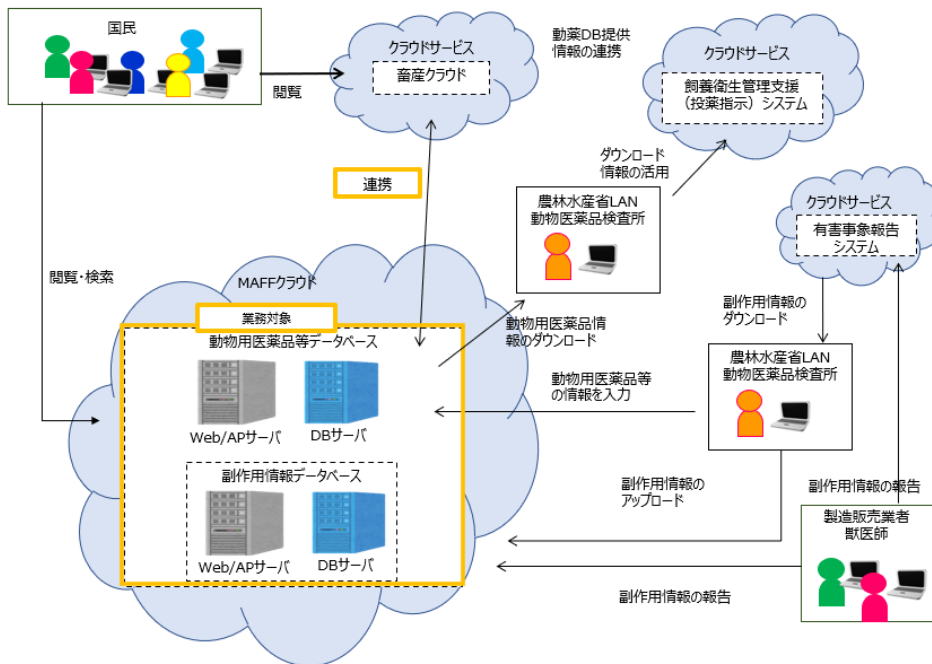 国民
クラウドサービス
畜産クラウド
閲覧
動薬DB提供
情報の連携
クラウドサービス
飼養衛生管理支援
（投薬指示）システム
ダウンロード
情報の活用
連携
農林水産省LAN
動物医薬品検査所
クラウドサービス
有害事象報告
システム
閲覧・検索
MAFFクラウド
業務対象
動物用医薬品等データベース
Web/APサーバ
DBサーバ
副作用情報データベース
Web/APサーバ
DBサーバ
動物用医薬品情
報のダウンロード
副作用情報の
ダウンロード
農林水産省LAN
動物医薬品検査所
動物用医薬品等
の情報を入力
副作用情報の
アップロード
副作用情報の報告
製造販売業者
獣医師
副作用情報の報告